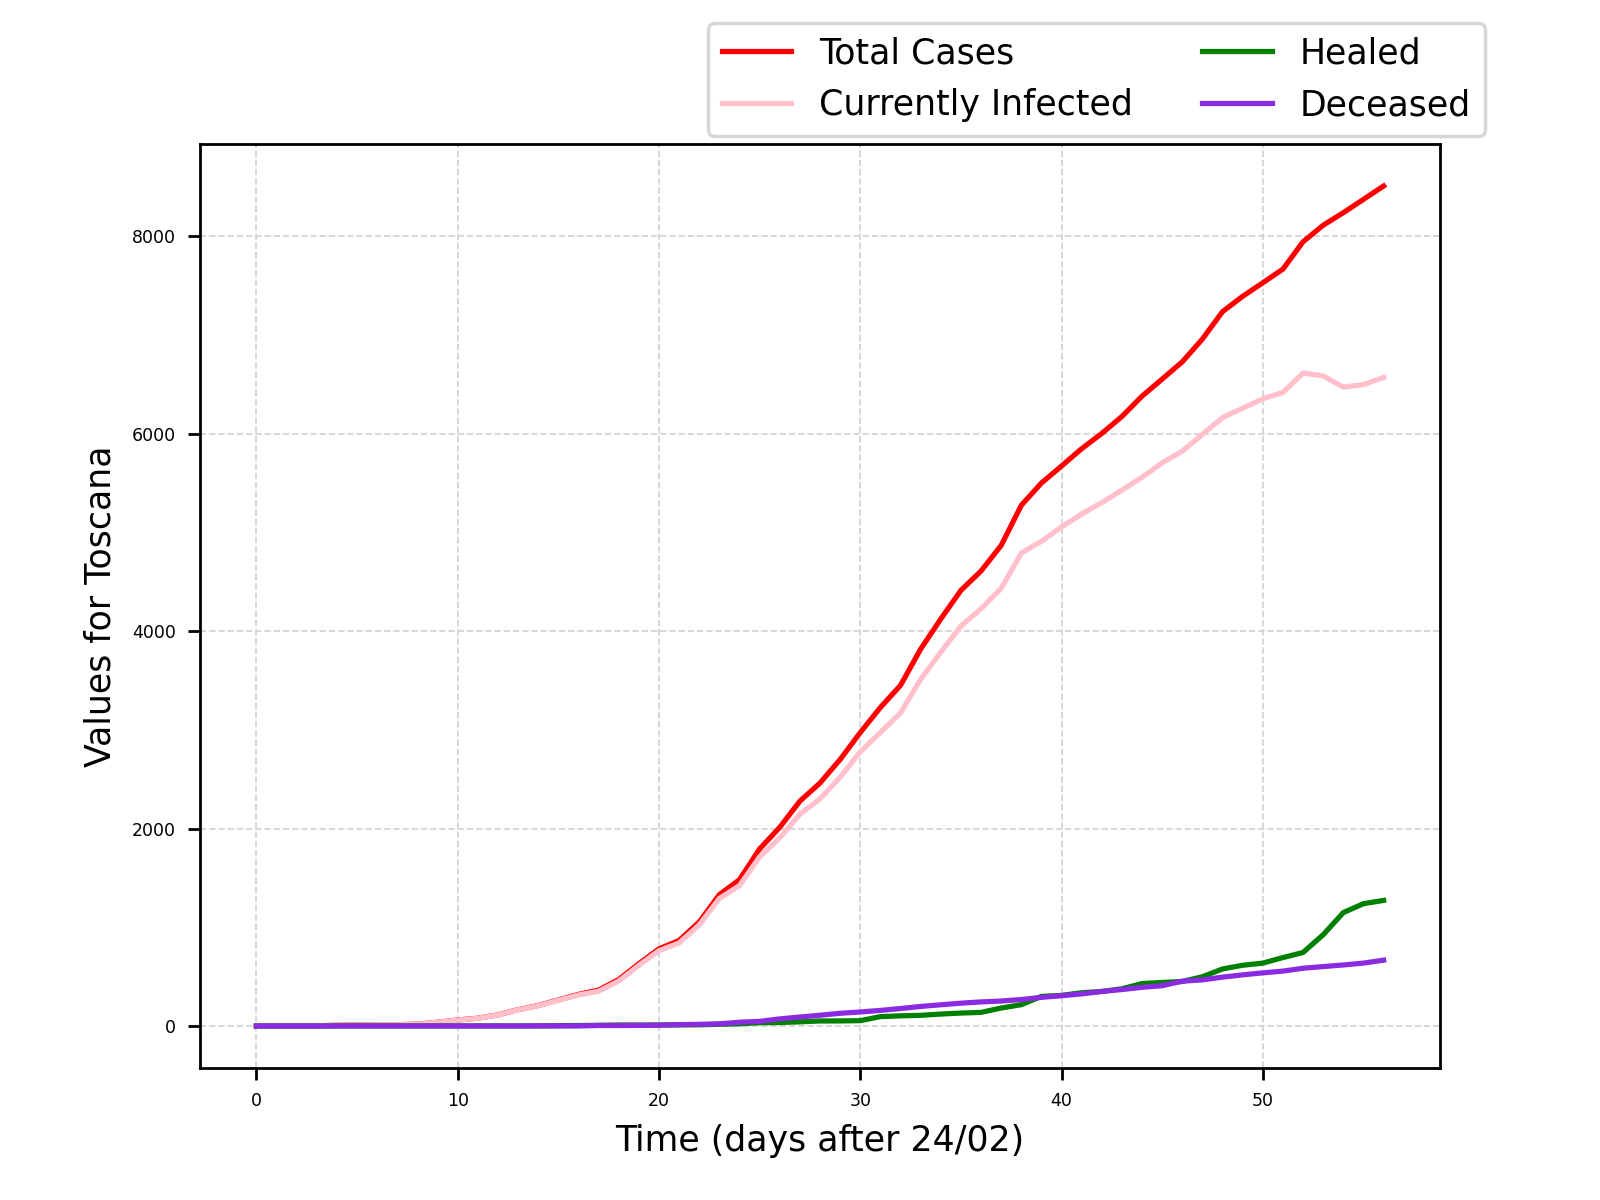 Total Cases
Currently Infected
Healed
Deceased
8000
6000
4000
2000
0
Values for Toscana
0 10 20 30 40 50
Time (days after 24/02)